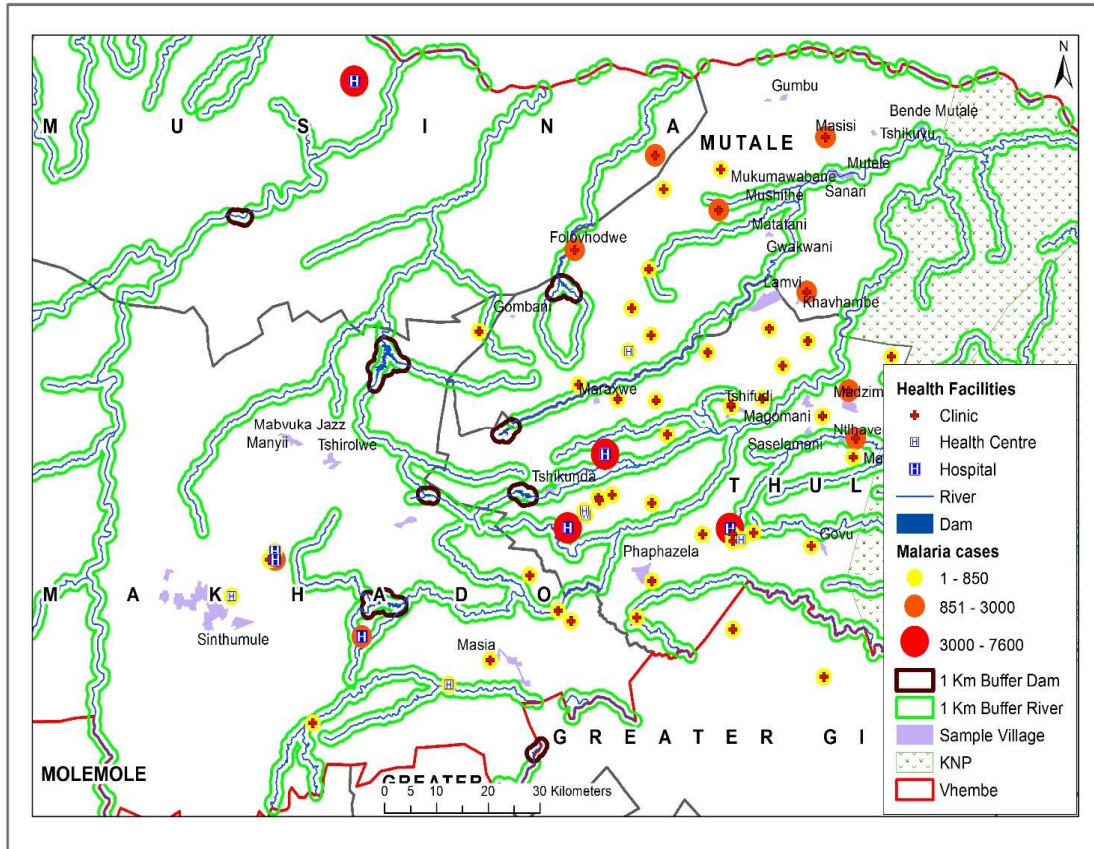 N
Gumbu
Bende Mutale
M U S I N A
Masisi
Tshikuyu
MUTALE
Mutele
Mukumawabane
Sanari
Mushithe
Matatani
Folovhodwe
Gwakwani
Lamvi
Khavhambe
Gombani
Maraxwe
Tshifudi
Madzim
Magomani
Mabvuka Jazz
Manyii
Tshirolwe
Saselamani
Ntlhave
Ma
Tshikunda
T H U L
Govu
Phaphazela
M A K H A D O
Sinthumule
Masia
G R E A T E R G I
MOLEMOLE
GREATER
0 5 10 20 30 Kilometers
Health Facilities
Clinic
H Health Centre
H Hospital
River
Dam
Malaria cases
1 - 850
851 - 3000
3000 - 7600
1 Km Buffer Dam
1 Km Buffer River
Sample Village
KNP
Vhembe